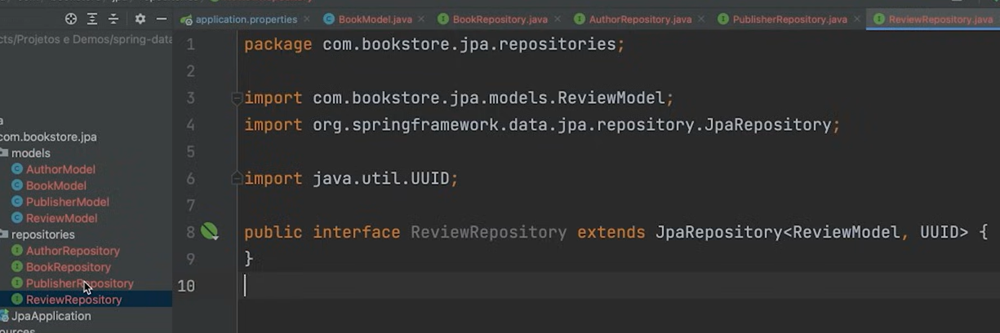 application.properties
BookModel.java
BookRepository.java
AuthorRepository.java
PublisherRepository.java
ReviewRepository.java
cts/Projetos e Demos/spring-data
a
com.bookstore.jpa
models
AuthorModel
BookModel
PublisherModel
ReviewModel
repositories
AuthorRepository
BookRepository
PublisherRepository
ReviewRepository
JpaApplication
1 package com.bookstore.jpa.repositories;
2
3 import com.bookstore.jpa.models.ReviewModel;
4 import org.springframework.data.jpa.repository.JpaRepository;
5
6 import java.util.UUID;
7
8 public interface ReviewRepository extends JpaRepository<ReviewModel, UUID> {
9 }
10